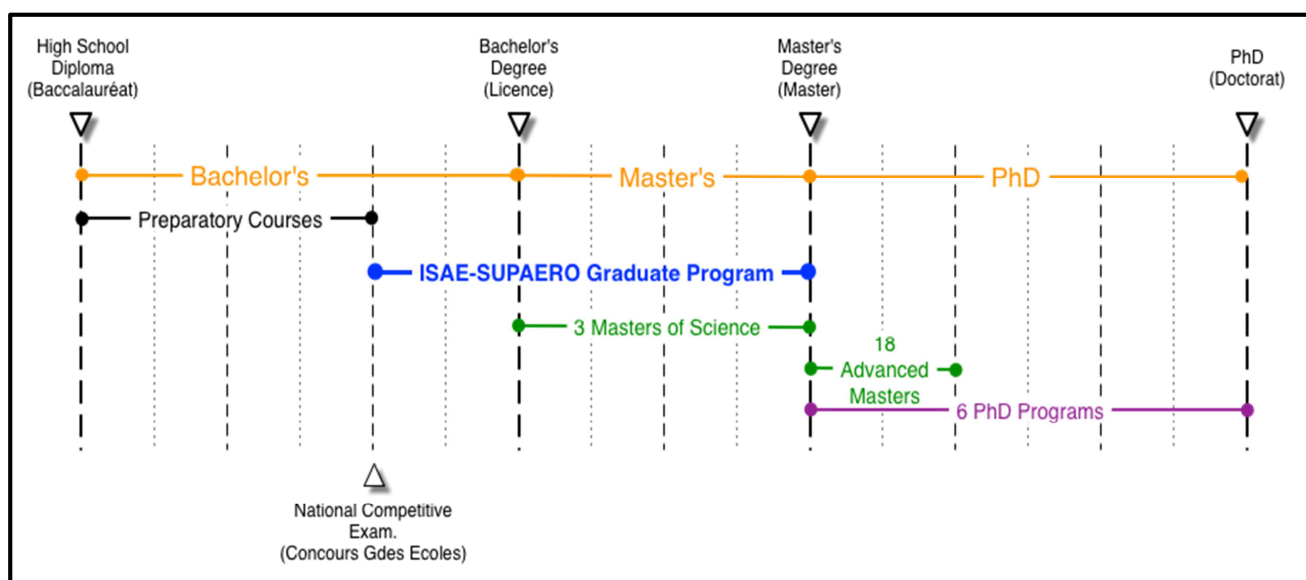 High School
Diploma
(Baccalauréat)
Bachelor's
Degree
(Licence)
Master's
Degree
(Master)
PhD
(Doctorat)
Bachelor's
Master's
PhD
Preparatory Courses
ISAE-SUPAERO Graduate Program
3 Masters of Science
18
Advanced
Masters
6 PhD Programs
National Competitive
Exam.
(Concours Gdes Ecoles)